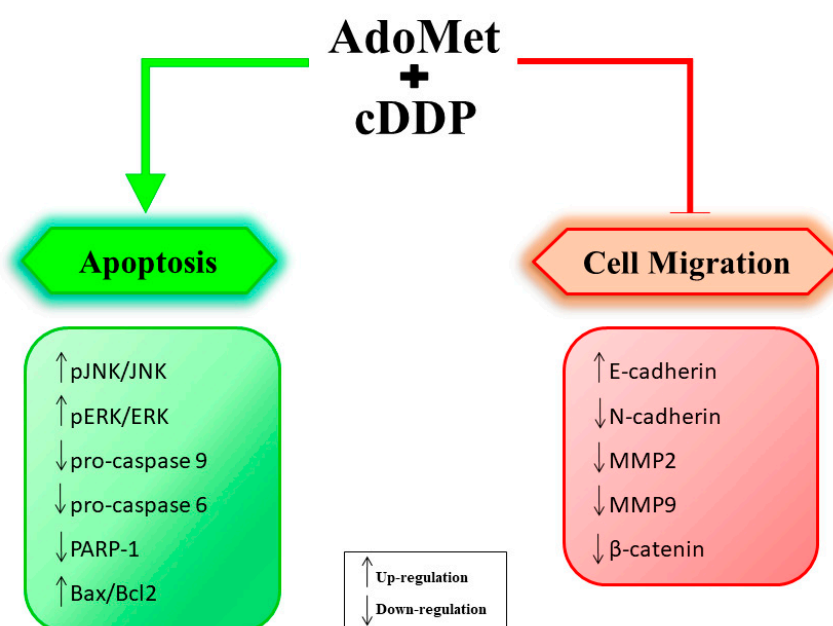 AdoMet
+
cDDP
Apoptosis
↑ pJNK/JNK
↑ pERK/ERK
↓ pro-caspase 9
↓ pro-caspase 6
↓ PARP-1
↑ Bax/Bcl2
Cell Migration
↑ E-cadherin
↓ N-cadherin
↓ MMP2
↓ MMP9
↓ β-catenin
↑ Up-regulation
↓ Down-regulation